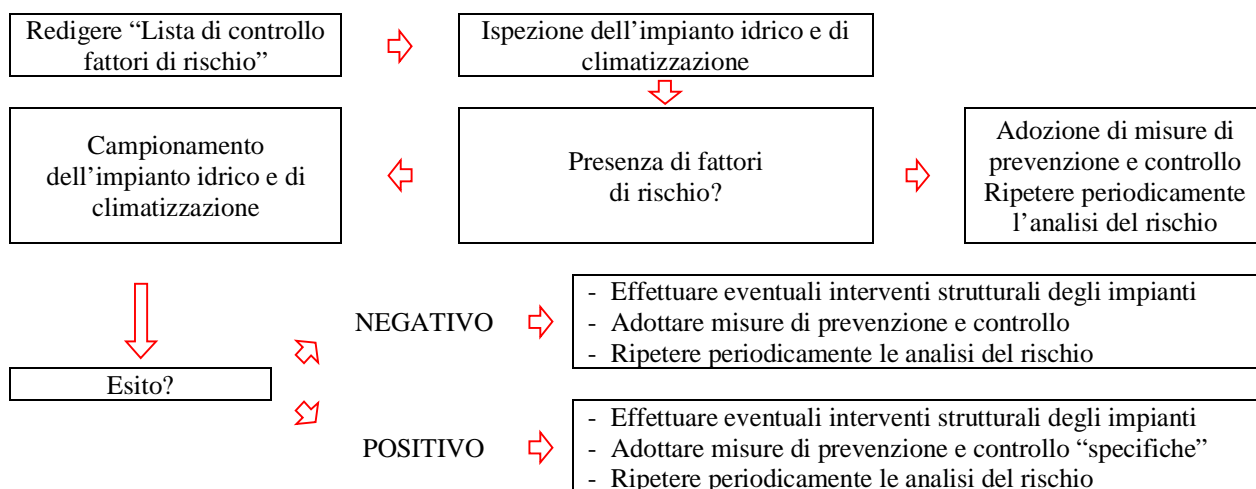 Redigere “Lista di controllo
fattori di rischio”
Ispezione dell’impianto idrico e di
climatizzazione
Campionamento
dell’impianto idrico e di
climatizzazione
Presenza di fattori
di rischio?
Adozione di misure di
prevenzione e controllo
Ripetere periodicamente
l’analisi del rischio
Esito?
NEGATIVO
- Effettuare eventuali interventi strutturali degli impianti
- Adottare misure di prevenzione e controllo
- Ripetere periodicamente le analisi del rischio
POSITIVO
- Effettuare eventuali interventi strutturali degli impianti
- Adottare misure di prevenzione e controllo “specifiche”
- Ripetere periodicamente le analisi del rischio